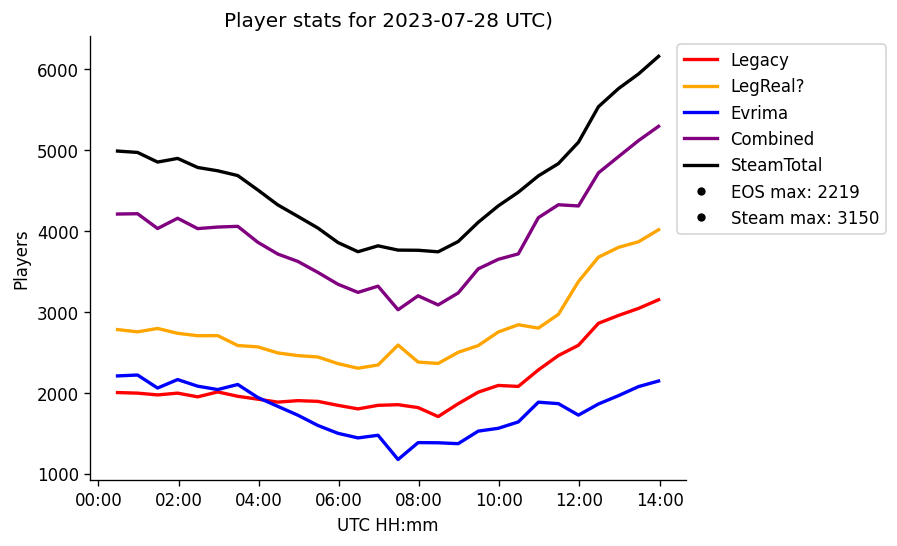 Player stats for 2023-07-28 UTC)
6000
5000
4000
3000
2000
1000
Players
00:00 02:00 04:00 06:00 08:00 10:00 12:00 14:00
UTC HH:mm
Legacy
LegReal?
Evrima
Combined
SteamTotal
EOS max: 2219
Steam max: 3150